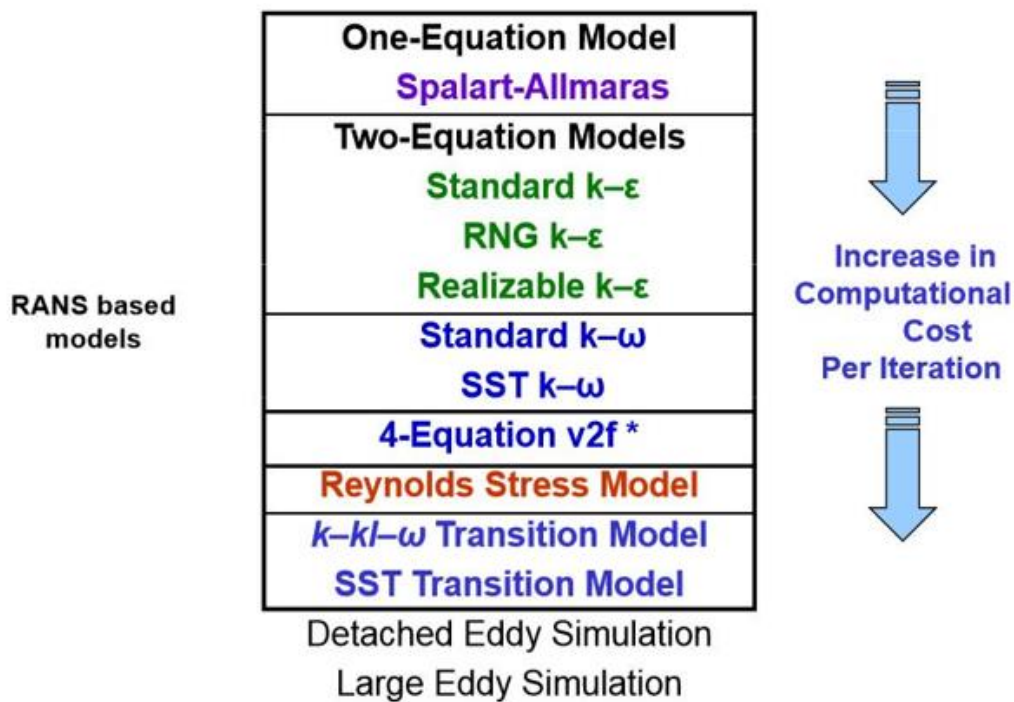 One-Equation Model
Spalart-Allmaras
Two-Equation Models
Standard k–ε
RNG k–ε
Realizable k–ε
RANS based
models
Standard k–ω
SST k–ω
4-Equation v2f *
Reynolds Stress Model
k–kl–ω Transition Model
SST Transition Model
Detached Eddy Simulation
Large Eddy Simulation
Increase in
Computational
Cost
Per Iteration